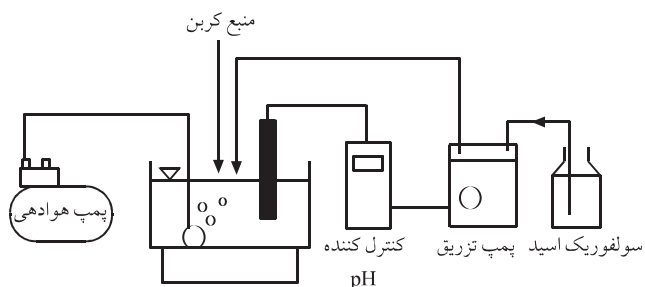 منبع کربن
پمپ هوادهی
کنترل کننده
pH
پمپ تزریق
سولفوریک اسید